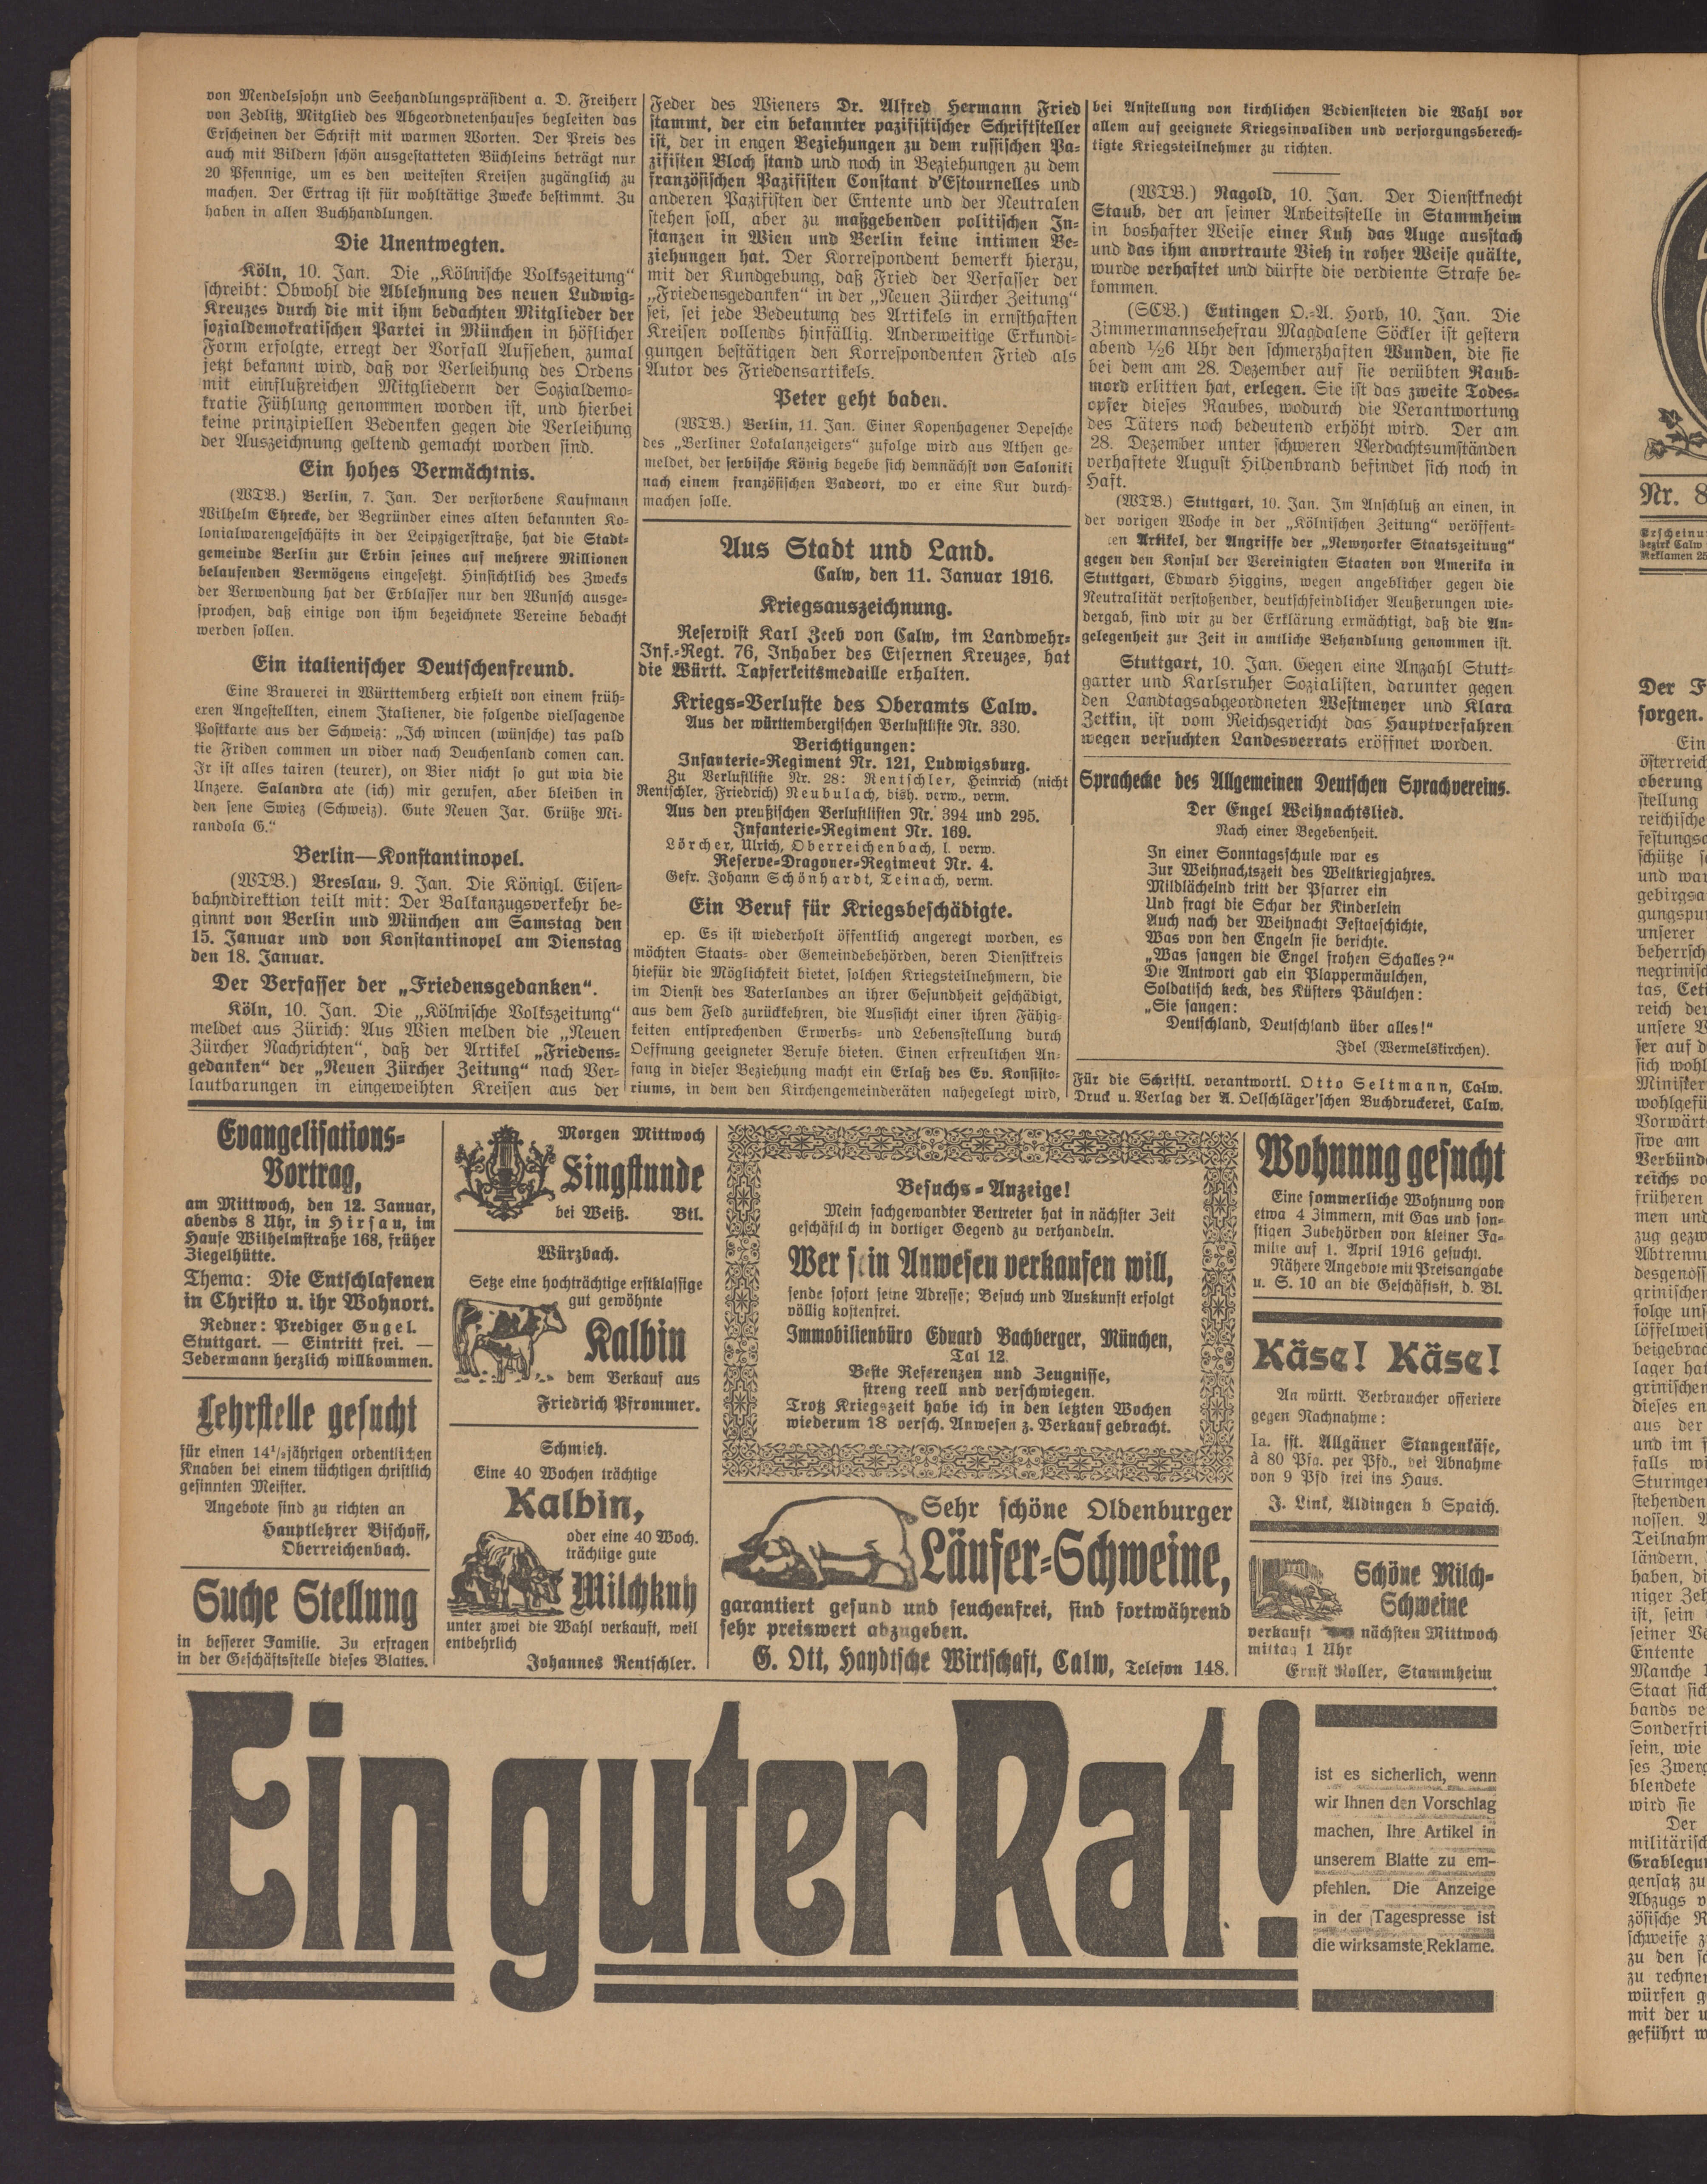 von Mendelssohn und Seehandlungspräsident a. D. Freiherr
von Zedlitz, Mitglied des Abgeordnetenhauses begleiten das
Erscheinen der Schrift mit warmen Worten. Der Preis des
auch mit Bildern schön ausgestatteten Büchleins beträgt nur
20 Pfennige, um es den weitesten Kreisen zugänglich zu
machen. Der Ertrag ist für wohltätige Zwecke bestimmt. Zu
haben in allen Buchhandlungen.
Die Unentwegten.
Köln, 10. Jan. Die „Kölnische Volkszeitung“
schreibt: Obwohl die Ablehnung des neuen Ludwig-
Kreuzes durch die mit ihm bedachten Mitglieder der
sozialdemokratischen Partei in München in höflicher
Form erfolgte, erregt der Vorfall Aufsehen, zumal
jetzt bekannt wird, daß vor Verleihung des Ordens
mit einflußreichen Mitgliedern der Sozialdemo-
kratie Fühlung genommen worden ist, und hierbei
keine prinzipiellen Bedenken gegen die Verleihung
der Auszeichnung geltend gemacht worden sind.
Ein hohes Vermächtnis.
(WTB.) Berlin, 7. Jan. Der verstorbene Kaufmann
Wilhelm Ehrecke, der Begründer eines alten bekannten Ko-
lonialwarengeschäfts in der Leipzigerstraße, hat die Stadt-
gemeinde Berlin zur Erbin seines auf mehrere Millionen
belaufenden Vermögens eingesetzt. Hinsichtlich des Zwecks
der Verwendung hat der Erblasser nur den Wunsch ausge-
sprochen, daß einige von ihm bezeichnete Vereine bedacht
werden sollen.
Ein italienischer Deutschenfreund.
Eine Brauerei in Württemberg erhielt von einem früh-
eren Angestellten, einem Italiener, die folgende vielsagende
Postkarte aus der Schweiz: „Ich wincen (wünsche) tas pald
tie Friden commen un vider nach Deuchenland comen can.
Ir ist alles tairen (teurer), on Bier nicht so gut wia die
Unzere. Salandra ate (ich) mir gerufen, aber bleiben in
den sene Swiez (Schweiz). Gute Neuen Jar. Grüße Mi-
randola G.“
Berlin—Konstantinopel.
(WTB.) Breslau, 9. Jan. Die Königl. Eisen-
bahndirektion teilt mit: Der Balkanzugsverkehr be-
ginnt von Berlin und München am Samstag den
15. Januar und von Konstantinopel am Dienstag
den 18. Januar.
Der Verfasser der „Friedensgedanken“.
Köln, 10. Jan. Die „Kölnische Volkszeitung“
meldet aus Zürich: Aus Wien melden die „Neuen
Zürcher Nachrichten“, daß der Artikel „Friedens-
gedanken“ der „Neuen Zürcher Zeitung“ nach Ver-
lautbarungen in eingeweihten Kreisen aus der
Feder des Wieners Dr. Alfred Hermann Fried
stammt, der ein bekannter pazifistischer Schriftsteller
ist, der in engen Beziehungen zu dem russischen Pa-
zifisten Bloch stand und noch in Beziehungen zu dem
französischen Pazifisten Constant d'Estournelles und
anderen Pazifisten der Entente und der Neutralen
stehen soll, aber zu maßgebenden politischen In-
stanzen in Wien und Berlin keine intimen Be-
ziehungen hat. Der Korrespondent bemerkt hierzu,
mit der Kundgebung, daß Fried der Verfasser der
„Friedensgedanken“ in der „Neuen Zürcher Zeitung“
sei, sei jede Bedeutung des Artikels in ernsthaften
Kreisen vollends hinfällig. Anderweitige Erkundi-
gungen bestätigen den Korrespondenten Fried als
Autor des Friedensartikels.
Peter geht baden.
(WTB.) Berlin, 11. Jan. Einer Kopenhagener Depesche
des „Berliner Lokalanzeigers“ zufolge wird aus Athen ge-
meldet, der serbische König begebe sich demnächst von Saloniki
nach einem französischen Badeort, wo er eine Kur durch-
machen solle.
Aus Stadt und Land.
Calw, den 11. Januar 1916.
Kriegsauszeichnung.
Reservist Karl Zeeb von Calw, im Landwehr-
Inf.-Regt. 76, Inhaber des Eisernen Kreuzes, hat
die Württ. Tapferkeitsmedaille erhalten.
Kriegs-Verluste des Oberamts Calw.
Aus der württembergischen Verlustliste Nr. 330.
Berichtigungen:
Infanterie-Regiment Nr. 121, Ludwigsburg.
Zu Verlustliste Nr. 28: Rentschler, Heinrich (nicht
Rentschler, Friedrich) Neubulach, bish. verw., verm.
Aus den preußischen Verlustlisten Nr. 394 und 295.
Infanterie-Regiment Nr. 169.
Lörcher, Ulrich, Oberreichenbach, l. verw.
Reserve-Dragoner-Regiment Nr. 4.
Gefr. Johann Schönhardt, Teinach, verm.
Ein Beruf für Kriegsbeschädigte.
ep. Es ist wiederholt öffentlich angeregt worden, es
möchten Staats- oder Gemeindebehörden, deren Dienstkreis
hiefür die Möglichkeit bietet, solchen Kriegsteilnehmern, die
im Dienst des Vaterlandes an ihrer Gesundheit geschädigt,
aus dem Feld zurückkehren, die Aussicht einer ihren Fähig-
keiten entsprechenden Erwerbs- und Lebensstellung durch
Oeffnung geeigneter Berufe bieten. Einen erfreulichen An-
fang in dieser Beziehung macht ein Erlaß des Ev. Konsisto-
riums, in dem den Kirchengemeinderäten nahegelegt wird,
bei Anstellung von kirchlichen Bediensteten die Wahl vor
allem auf geeignete Kriegsinvaliden und versorgungsberech-
tigte Kriegsteilnehmer zu richten.
(WTB.) Nagold, 10. Jan. Der Dienstknecht
Staub, der an seiner Arbeitsstelle in Stammheim
in boshafter Weise einer Kuh das Auge ausstach
und das ihm anvrtraute Vieh in roher Weise quälte,
wurde verhaftet und dürfte die verdiente Strafe be-
kommen.
(SCB.) Eutingen O.-A. Horb, 10. Jan. Die
Zimmermannsehefrau Magdalene Söckler ist gestern
abend ½6 Uhr den schmerzhaften Wunden, die sie
bei dem am 28. Dezember auf sie verübten Raub-
mord erlitten hat, erlegen. Sie ist das zweite Todes-
opfer dieses Raubes, wodurch die Verantwortung
des Täters noch bedeutend erhöht wird. Der am
28. Dezember unter schweren Verdachtsumständen
verhaftete August Hildenbrand befindet sich noch in
Haft.
(WTB.) Stuttgart, 10. Jan. Im Anschluß an einen, in
der vorigen Woche in der „Kölnischen Zeitung“ veröffent-
ten Artikel, der Angriffe der „Newyorker Staatszeitung“
gegen den Konsul der Vereinigten Staaten von Amerika in
Stuttgart, Edward Higgins, wegen angeblicher gegen die
Neutralität verstoßender, deutschfeindlicher Aeußerungen wie-
dergab, sind wir zu der Erklärung ermächtigt, daß die An-
gelegenheit zur Zeit in amtliche Behandlung genommen ist.
Stuttgart, 10. Jan. Gegen eine Anzahl Stutt-
garter und Karlsruher Sozialisten, darunter gegen
den Landtagsabgeordneten Westmeyer und Klara
Zetkin, ist vom Reichsgericht das Hauptverfahren
wegen versuchten Landesverrats eröffnet worden.
Sprachecke des Allgemeinen Deutschen Sprachvereins.
Der Engel Weihnachtslied.
Nach einer Begebenheit.
In einer Sonntagsschule war es
Zur Weihnachtszeit des Weltkriegjahres.
Mildlächelnd tritt der Pfarrer ein
Und fragt die Schar der Kinderlein
Auch nach der Weihnacht Festgeschichte,
Was von den Engeln sie berichte.
„Was sangen die Engel frohen Schalles?“
Die Antwort gab ein Plappermäulchen,
Soldatisch keck, des Küsters Päulchen:
„Sie sangen:
Deutschland, Deutschland über alles!“
Idel (Wermelskirchen).
Für die Schriftl. verantwortl. Otto Seltmann, Calw.
Druck u. Verlag der A. Oelschläger'schen Buchdruckerei, Calw.
Evangelisations-
Vortrag,
am Mittwoch, den 12. Januar,
abends 8 Uhr, in Hirsau, im
Hause Wilhelmstraße 168, früher
Ziegelhütte.
Thema: Die Entschlafenen
in Christo u. ihr Wohnort.
Redner: Prediger Gugel.
Stuttgart. — Eintritt frei. —
Jedermann herzlich willkommen.
Lehrstelle gesucht
für einen 14½jährigen ordentlichen
Knaben bei einem tüchtigen christlich
gesinnten Meister.
Angebote sind zu richten an
Hauptlehrer Bischoff,
Oberreichenbach.
Suche Stellung
in besserer Familie. Zu erfragen
in der Geschäftsstelle dieses Blattes.
Morgen Mittwoch
Singstunde
bei Weiß. Btl.
Würzbach.
Setze eine hochträchtige erstklassige
gut gewöhnte
Kalbin
dem Verkauf aus
Friedrich Pfrommer.
Schmieh.
Eine 40 Wochen trächtige
Kalbin,
oder eine 40 Woch.
trächtige gute
Milchkuh
unter zwei die Wahl verkauft, weil
entbehrlich
Johannes Rentschler.
Besuchs-Anzeige!
Mein fachgewandter Vertreter hat in nächster Zeit
geschäftlich in dortiger Gegend zu verhandeln.
Wer sein Anwesen verkaufen will,
sende sofort seine Adresse; Besuch und Auskunft erfolgt
völlig kostenfrei.
Immobilienbüro Eduard Bachberger, München,
Tal 12.
Beste Referenzen und Zeugnisse,
streng reell und verschwiegen.
Trotz Kriegszeit habe ich in den letzten Wochen
wiederum 18 versch. Anwesen z. Verkauf gebracht.
Sehr schöne Oldenburger
Läufer-Schweine,
garantiert gesund und seuchenfrei, sind fortwährend
sehr preiswert abzugeben.
G. Ott, Haydtsche Wirtschaft, Calw, Telefon 148.
Wohnung gesucht
Eine sommerliche Wohnung von
etwa 4 Zimmern, mit Gas und son-
stigen Zubehörden von kleiner Fa-
milie auf 1. April 1916 gesucht.
Nähere Angebote mit Preisangabe
u. S. 10 an die Geschäftsst, d. Bl.
Käse! Käse!
An württ. Verbraucher offeriere
gegen Nachnahme:
Ia. sst. Allgäuer Stangenkäse,
à 80 Pfg. per Pfd., bei Abnahme
von 9 Pfd frei ins Haus.
J. Link, Aldingen b Spaich.
Schöne Milch-
Schweine
verkauft nächsten Mittwoch
mittag 1 Uhr
Ernst Koller, Stammheim
Ein guter Rat!
ist es sicherlich, wenn
wir Ihnen den Vorschlag
machen, Ihre Artikel in
unserem Blatte zu em-
pfehlen. Die Anzeige
in der Tagespresse ist
die wirksamste Reklame.
Nr. 8
Der F
sorgen.